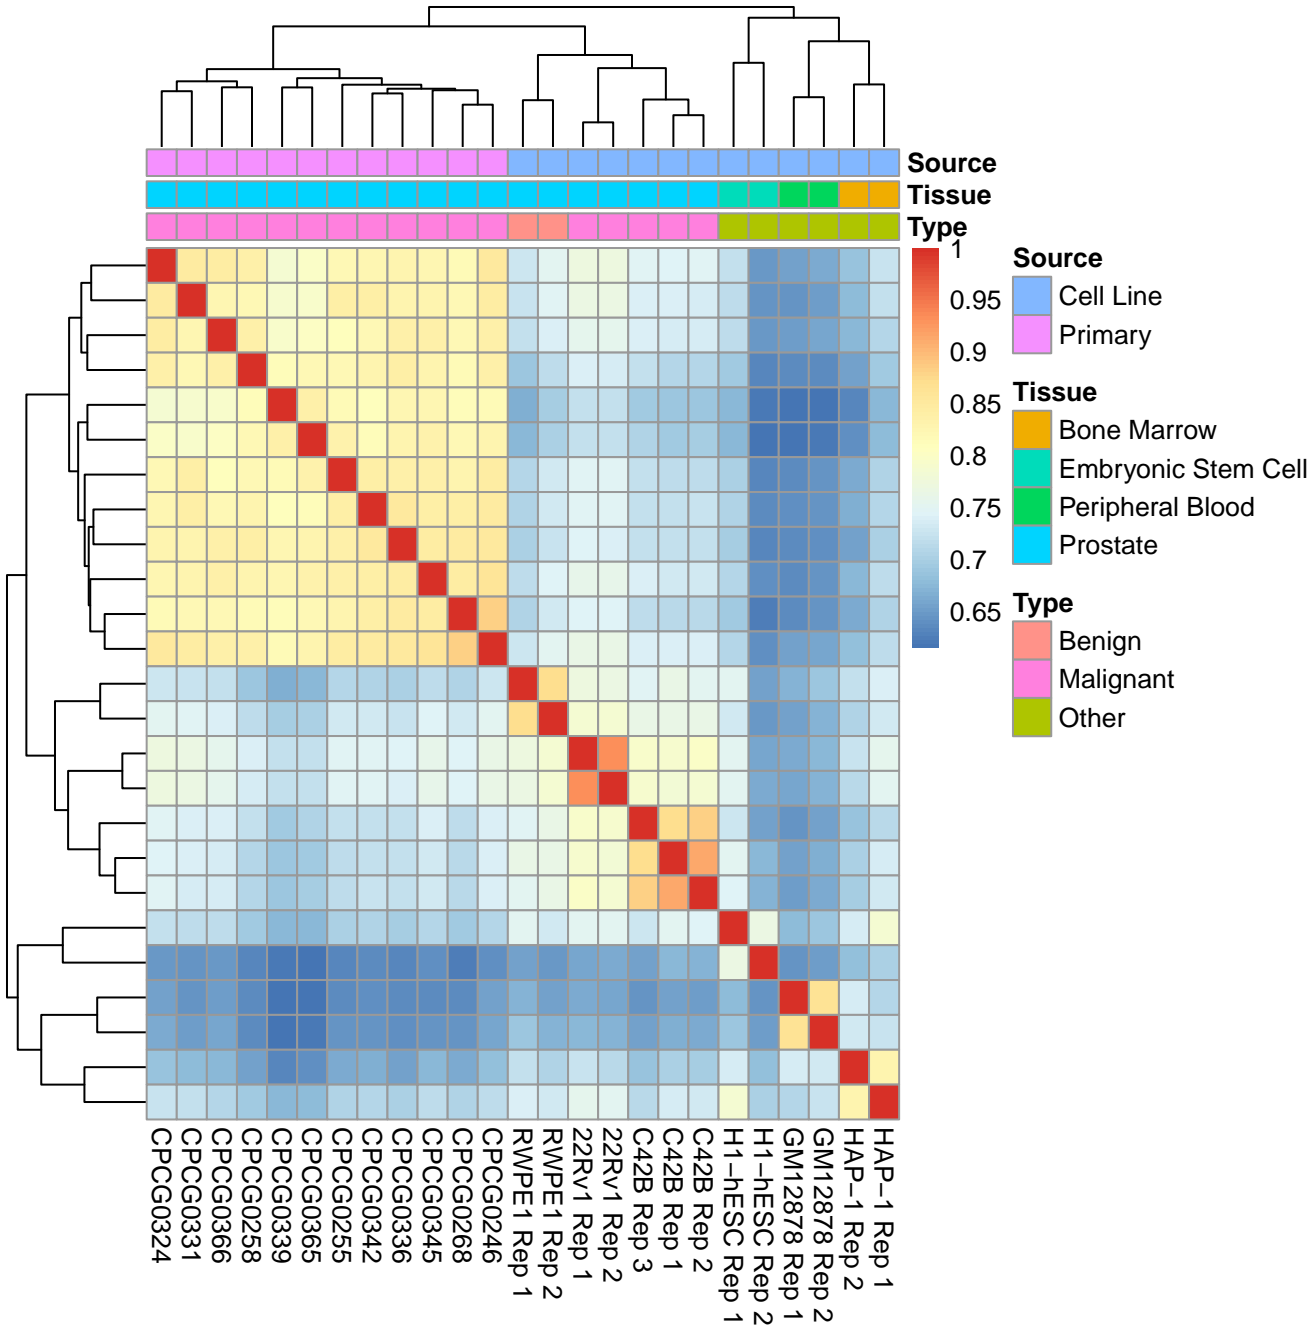 Source
Tissue
Type
1
0.95
0.9
0.85
0.8
0.75
0.7
0.65
Source
Cell Line
Primary
Tissue
Bone Marrow
Embryonic Stem Cell
Peripheral Blood
Prostate
Type
Benign
Malignant
Other
CPCG0324
CPCG0331
CPCG0366
CPCG0258
CPCG0339
CPCG0365
CPCG0255
CPCG0342
CPCG0336
CPCG0345
CPCG0268
CPCG0246
RWPE1 Rep 1
RWPE1 Rep 2
22Rv1 Rep 1
22Rv1 Rep 2
C42B Rep 3
C42B Rep 1
C42B Rep 2
H1−hESC Rep 1
H1−hESC Rep 2
GM12878 Rep 1
GM12878 Rep 2
HAP−1 Rep 2
HAP−1 Rep 1